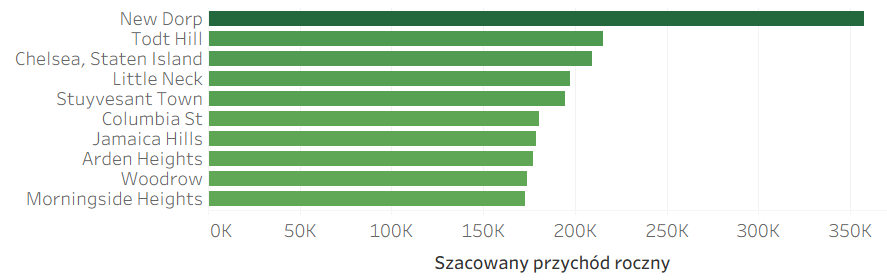 New Dorp
Todt Hill
Chelsea, Staten Island
Little Neck
Stuyvesant Town
Columbia St
Jamaica Hills
Arden Heights
Woodrow
Morningside Heights
0K 50K 100K 150K 200K 250K 300K 350K
Szacowany przychód roczny